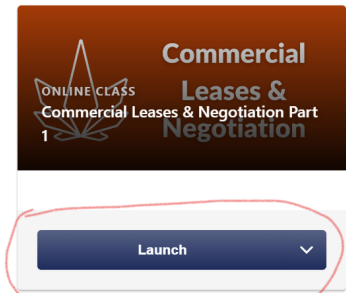 Commercial
Leases &
Negotiation
ONLINE CLASS
Commercial Leases & Negotiation Part
1
Launch